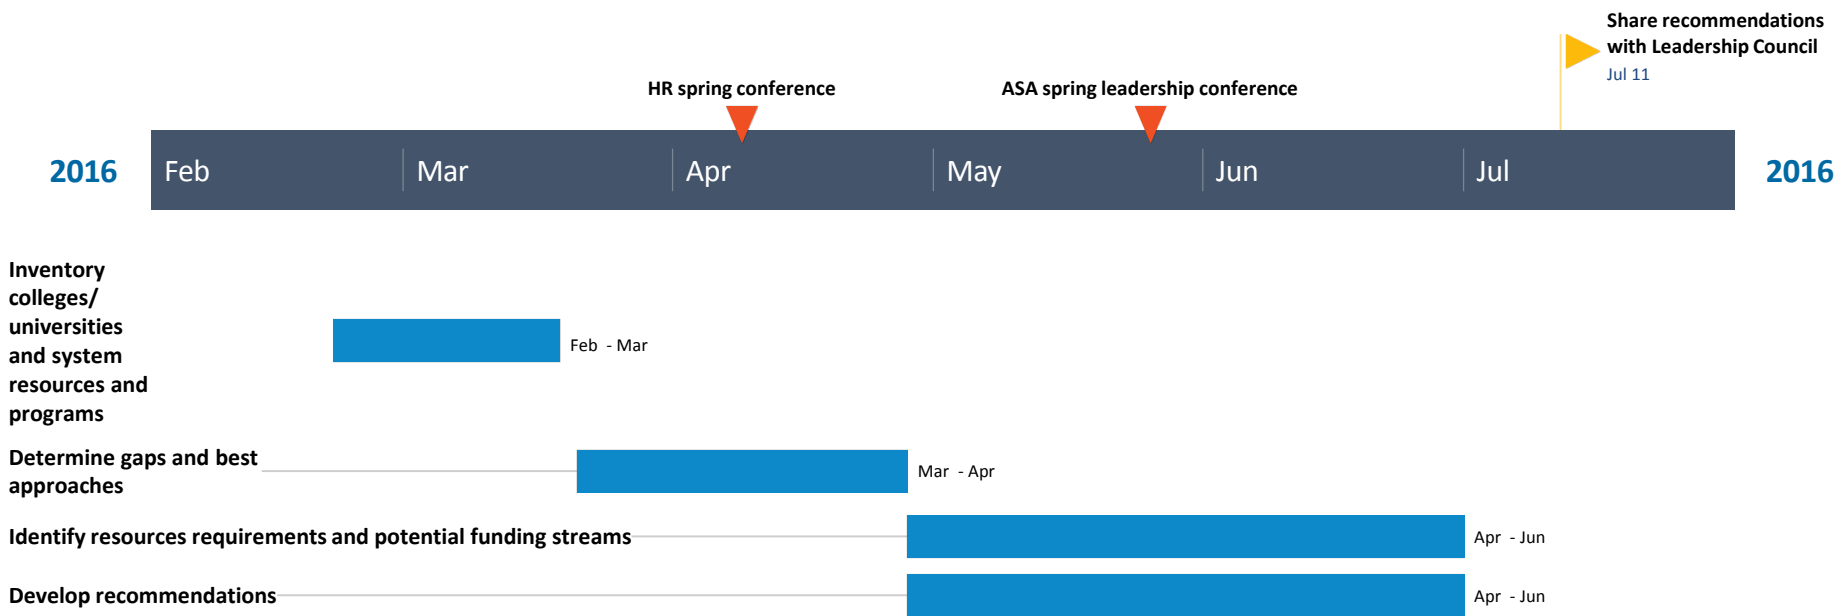 Share recommendations
with Leadership Council
Jul 11
HR spring conference
ASA spring leadership conference
2016
Feb
Mar
Apr
May
Jun
Jul
2016
Inventory
colleges/
universities
and system
resources and
programs
Feb - Mar
Determine gaps and best
approaches
Mar - Apr
Identify resources requirements and potential funding streams
Apr - Jun
Develop recommendations
Apr - Jun